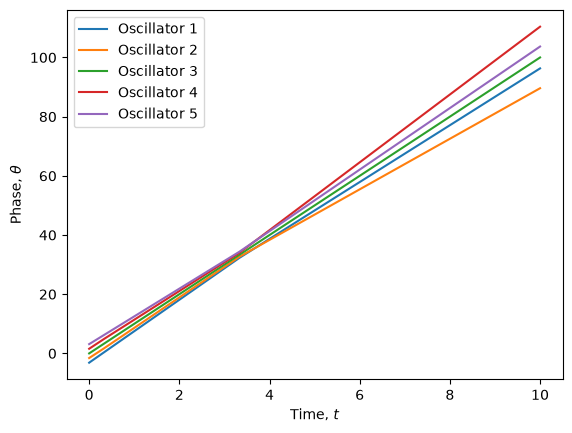 Oscillator 1
Oscillator 2
Oscillator 3
Oscillator 4
Oscillator 5
100
80
60
40
20
0
Phase, θ
0 2 4 6 8 10
Time, t